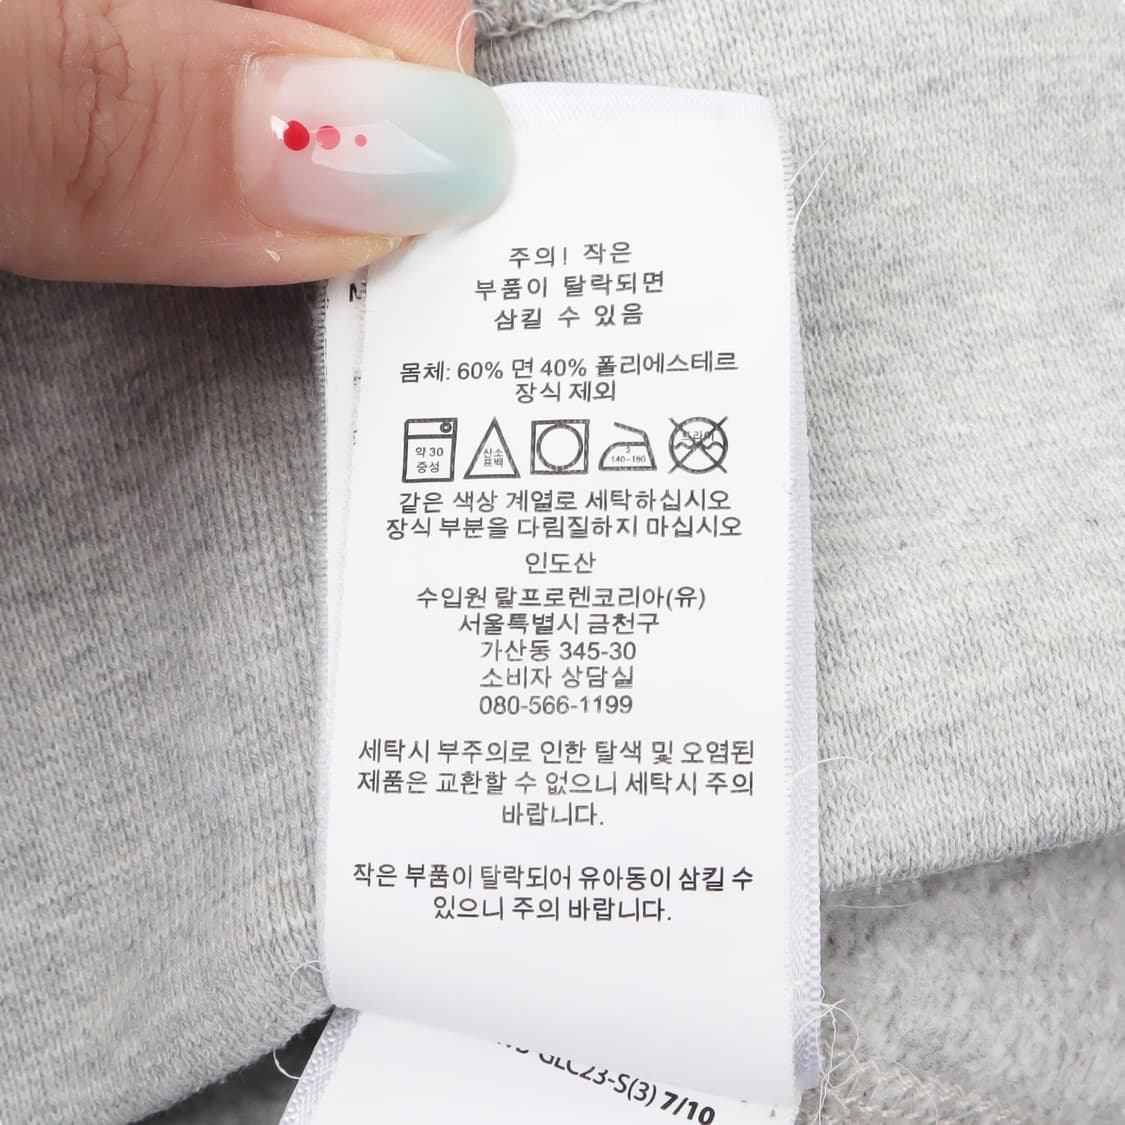 주의! 작은
부품이 탈락되면
삼킬 수 있음
몸체: 60% 면 40% 폴리에스테르
장식 제외
약 30
중성
산소
표백
2
140~160
드라이
같은 색상 계열로 세탁하십시오
장식 부분을 다림질하지 마십시오
인도산
수입원 랄프로렌코리아(유)
서울특별시 금천구
가산동 345-30
소비자 상담실
080-566-1199
세탁시 부주의로 인한 탈색 및 오염된
제품은 교환할 수 없으니 세탁시 주의
바랍니다.
작은 부품이 탈락되어 유아동이 삼킬 수
있으니 주의 바랍니다.
GLC23-S(3) 7/10